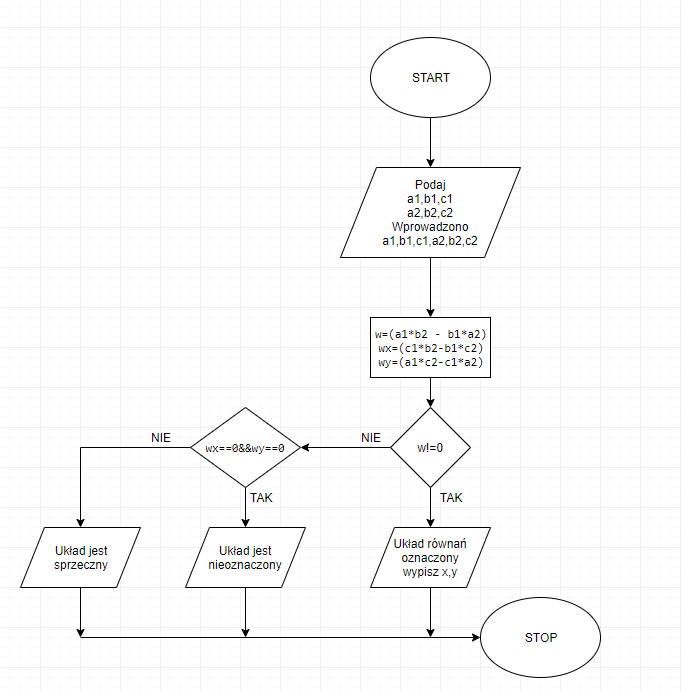 START
Podaj
a1,b1,c1
a2,b2,c2
Wprowadzono
a1,b1,c1,a2,b2,c2
w=(a1*b2 - b1*a2)
wx=(c1*b2-b1*c2)
wy=(a1*c2-c1*a2)
NIE
wx==0&&wy==0
NIE
w!=0
TAK
TAK
Układ jest
sprzeczny
Układ jest
nieoznaczony
Układ równań
oznaczony
wypisz x,y
STOP